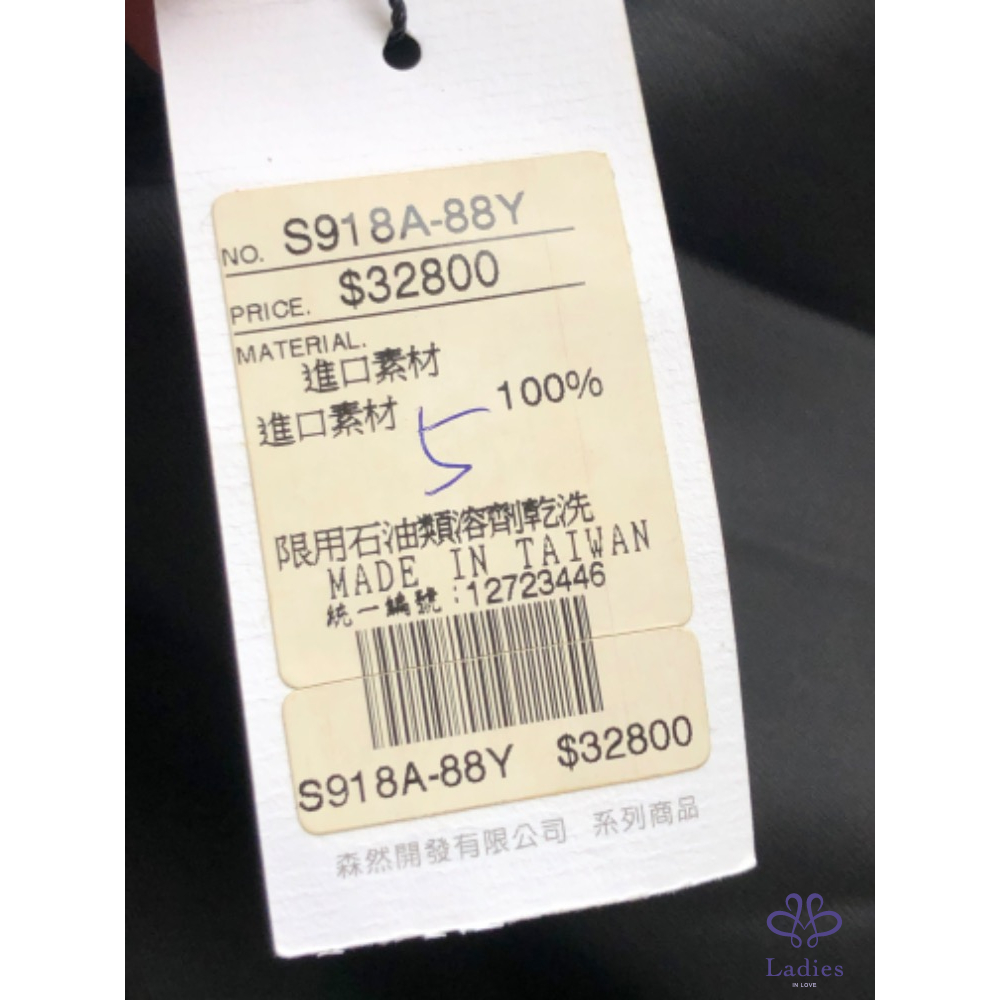 NO. S918A-88Y
PRICE. $32800
MATERIAL.
進口素材
進口素材 100%
5
限用石油類溶劑乾洗
MADE IN TAIWAN
統一編號:12723446
S918A-88Y $32800
森然開發有限公司 系列商品
Ladies
IN LOVE